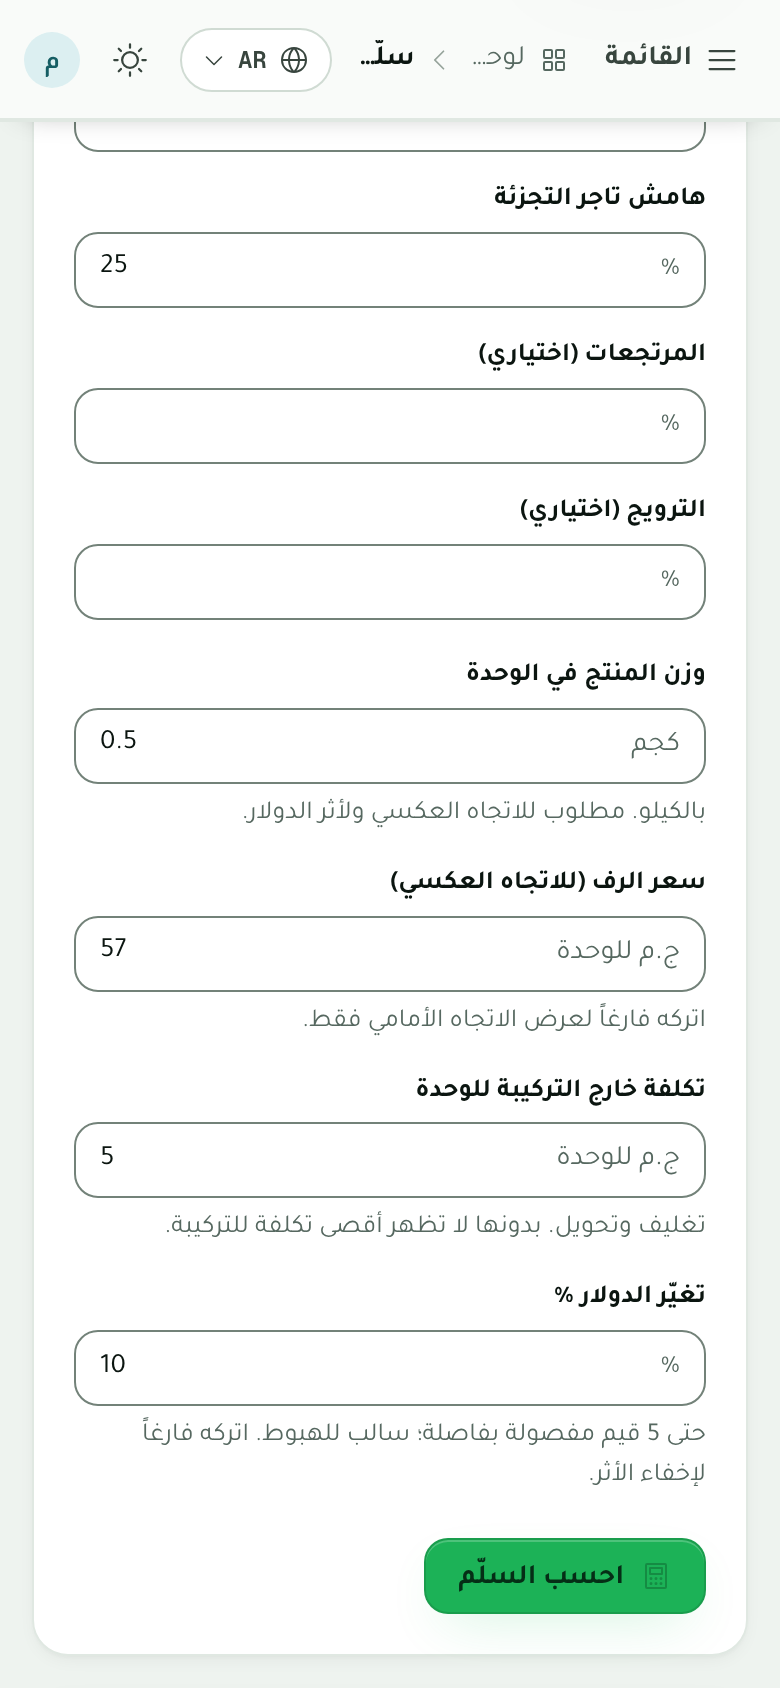 القائمة
لوحـ...
سلّـ...
AR
م
هامش تاجر التجزئة
% 25
المرتجعات (اختياري)
%
الترويج (اختياري)
%
وزن المنتج في الوحدة
كجم 0.5
بالكيلو. مطلوب للاتجاه العكسي ولأثر الدولار.
سعر الرف (للاتجاه العكسي)
ج.م للوحدة 57
اتركه فارغاً لعرض الاتجاه الأمامي فقط.
تكلفة خارج التركيبة للوحدة
ج.م للوحدة 5
تغليف وتحويل. بدونها لا تظهر أقصى تكلفة للتركيبة.
تغيّر الدولار %
% 10
حتى 5 قيم مفصولة بفاصلة؛ سالب للهبوط. اتركه فارغاً
لإخفاء الأثر.
احسب السلّم